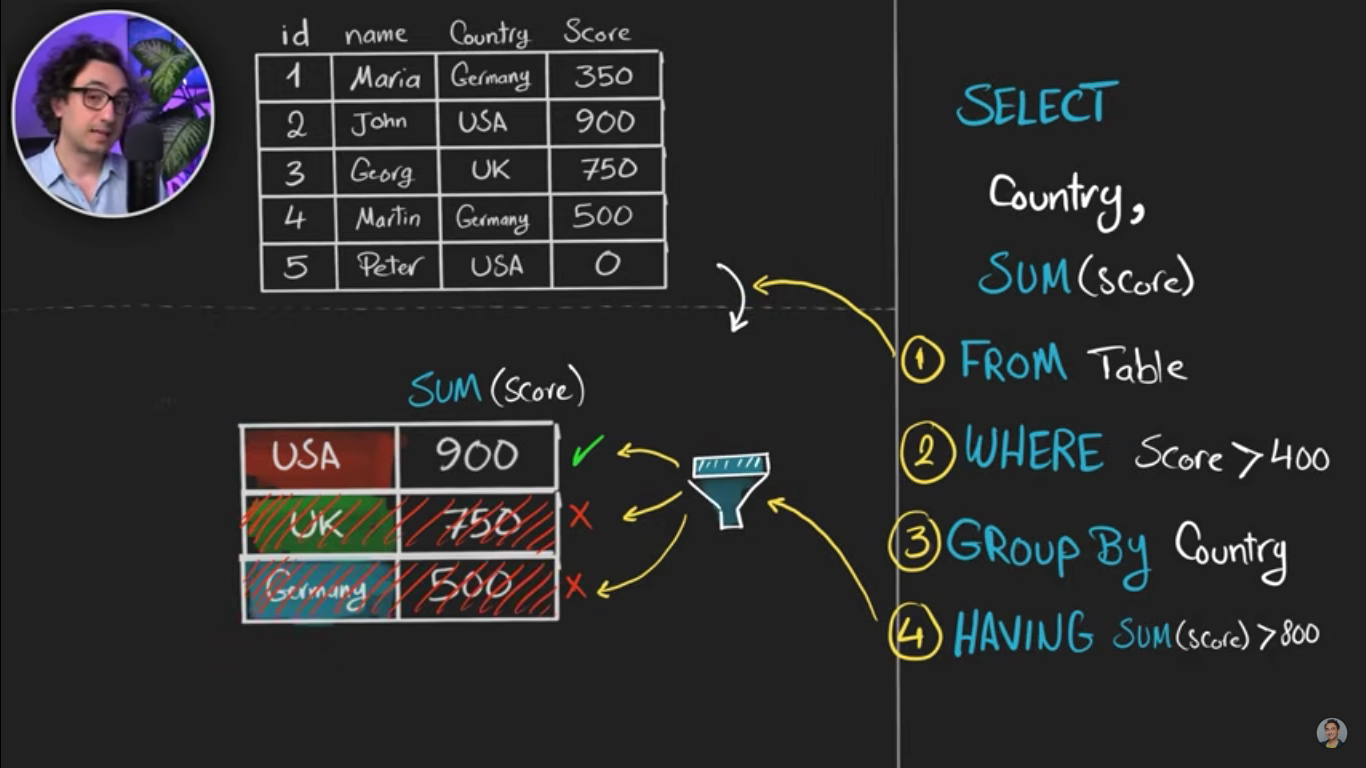 id name Country Score
1 Maria Germany 350
2 John USA 900
3 Georg UK 750
4 Martin Germany 500
5 Peter USA 0
SUM (score)
USA 900
UK 750
Germany 500
SELECT
Country,
SUM (score)
1 FROM Table
2 WHERE Score > 400
3 GROUP BY Country
4 HAVING SUM (score) > 800